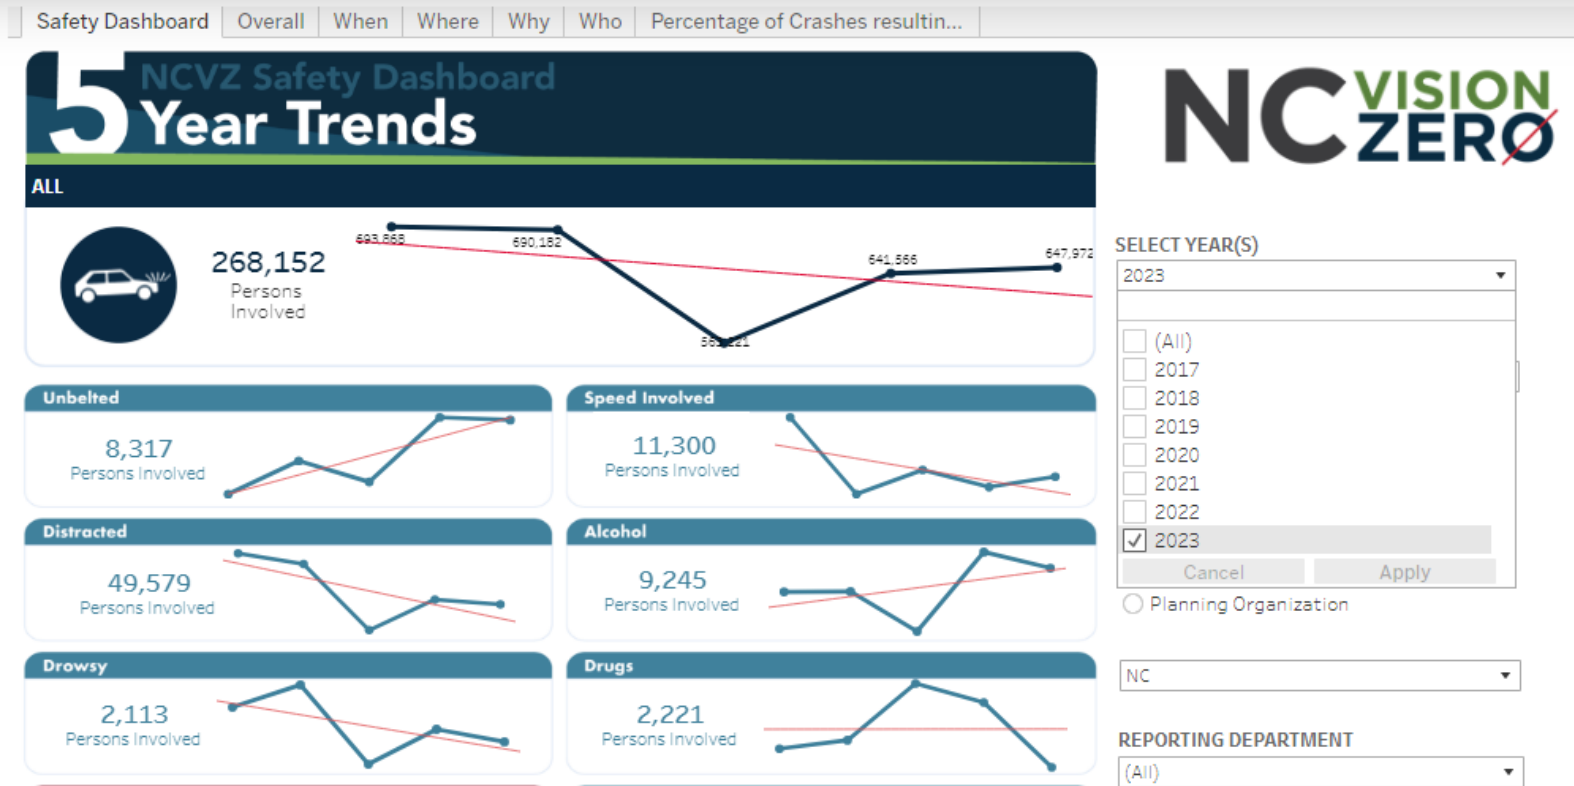 Safety Dashboard
Overall
When
Where
Why
Who
Percentage of Crashes resultin...
NCVZ Safety Dashboard
5 Year Trends
ALL
268,152
Persons
Involved
693,868
690,182
641,566
647,972
Unbelted
8,317
Persons Involved
Speed Involved
11,300
Persons Involved
Distracted
49,579
Persons Involved
Alcohol
9,245
Persons Involved
Drowsy
2,113
Persons Involved
Drugs
2,221
Persons Involved
NC VISION
ZERO
SELECT YEAR(S)
2023
(All)
2017
2018
2019
2020
2021
2022
2023
Cancel
Apply
Planning Organization
NC
REPORTING DEPARTMENT
(All)